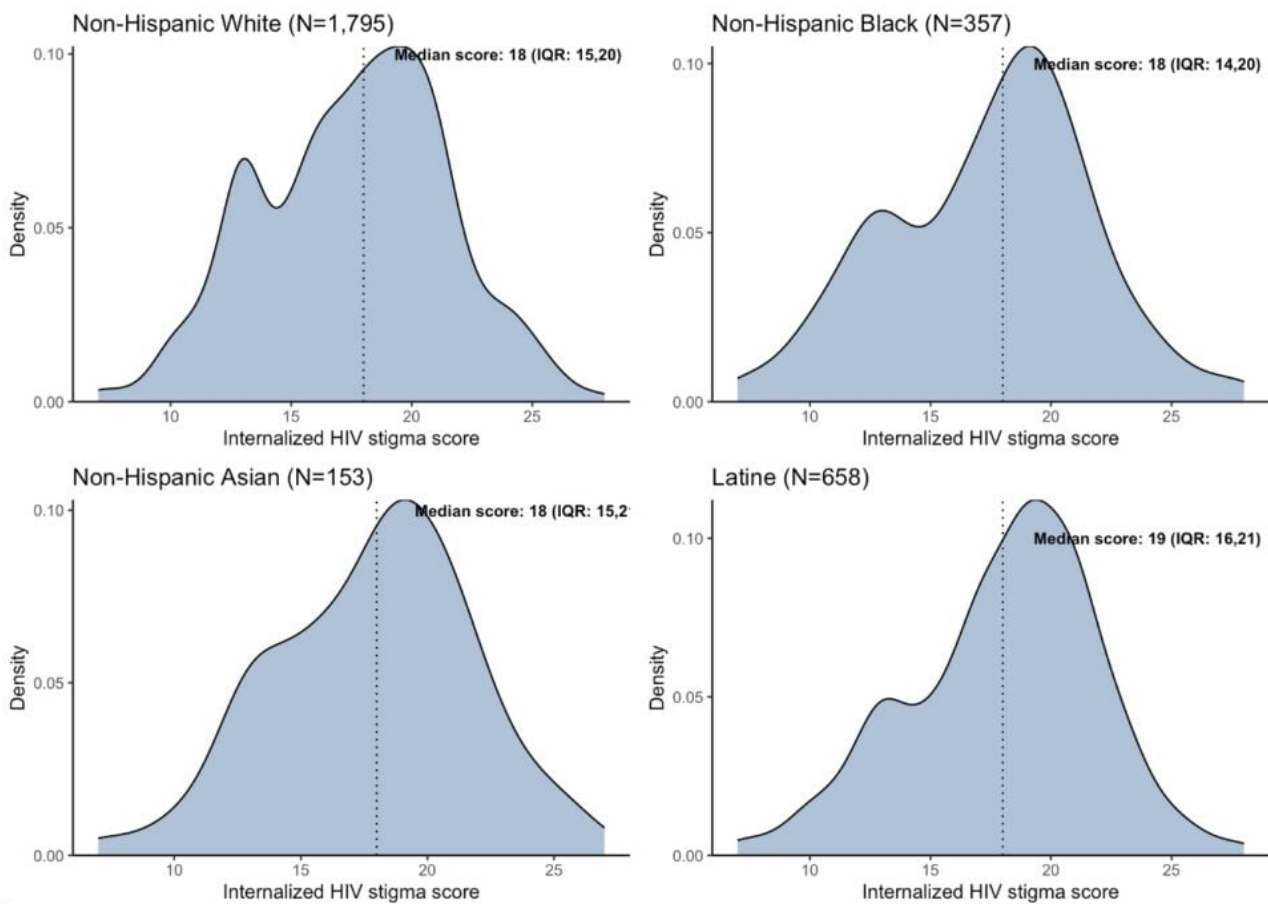 Non-Hispanic White (N=1,795)
Median score: 18 (IQR: 15,20)
0.10
0.05
0.00
Density
10 15 20 25
Internalized HIV stigma score
Non-Hispanic Black (N=357)
Median score: 18 (IQR: 14,20)
0.10
0.05
0.00
Density
10 15 20 25
Internalized HIV stigma score
Non-Hispanic Asian (N=153)
Median score: 18 (IQR: 15,2
0.10
0.05
0.00
Density
10 15 20 25
Internalized HIV stigma score
Latine (N=658)
Median score: 19 (IQR: 16,21)
0.10
0.05
0.00
Density
10 15 20 25
Internalized HIV stigma score